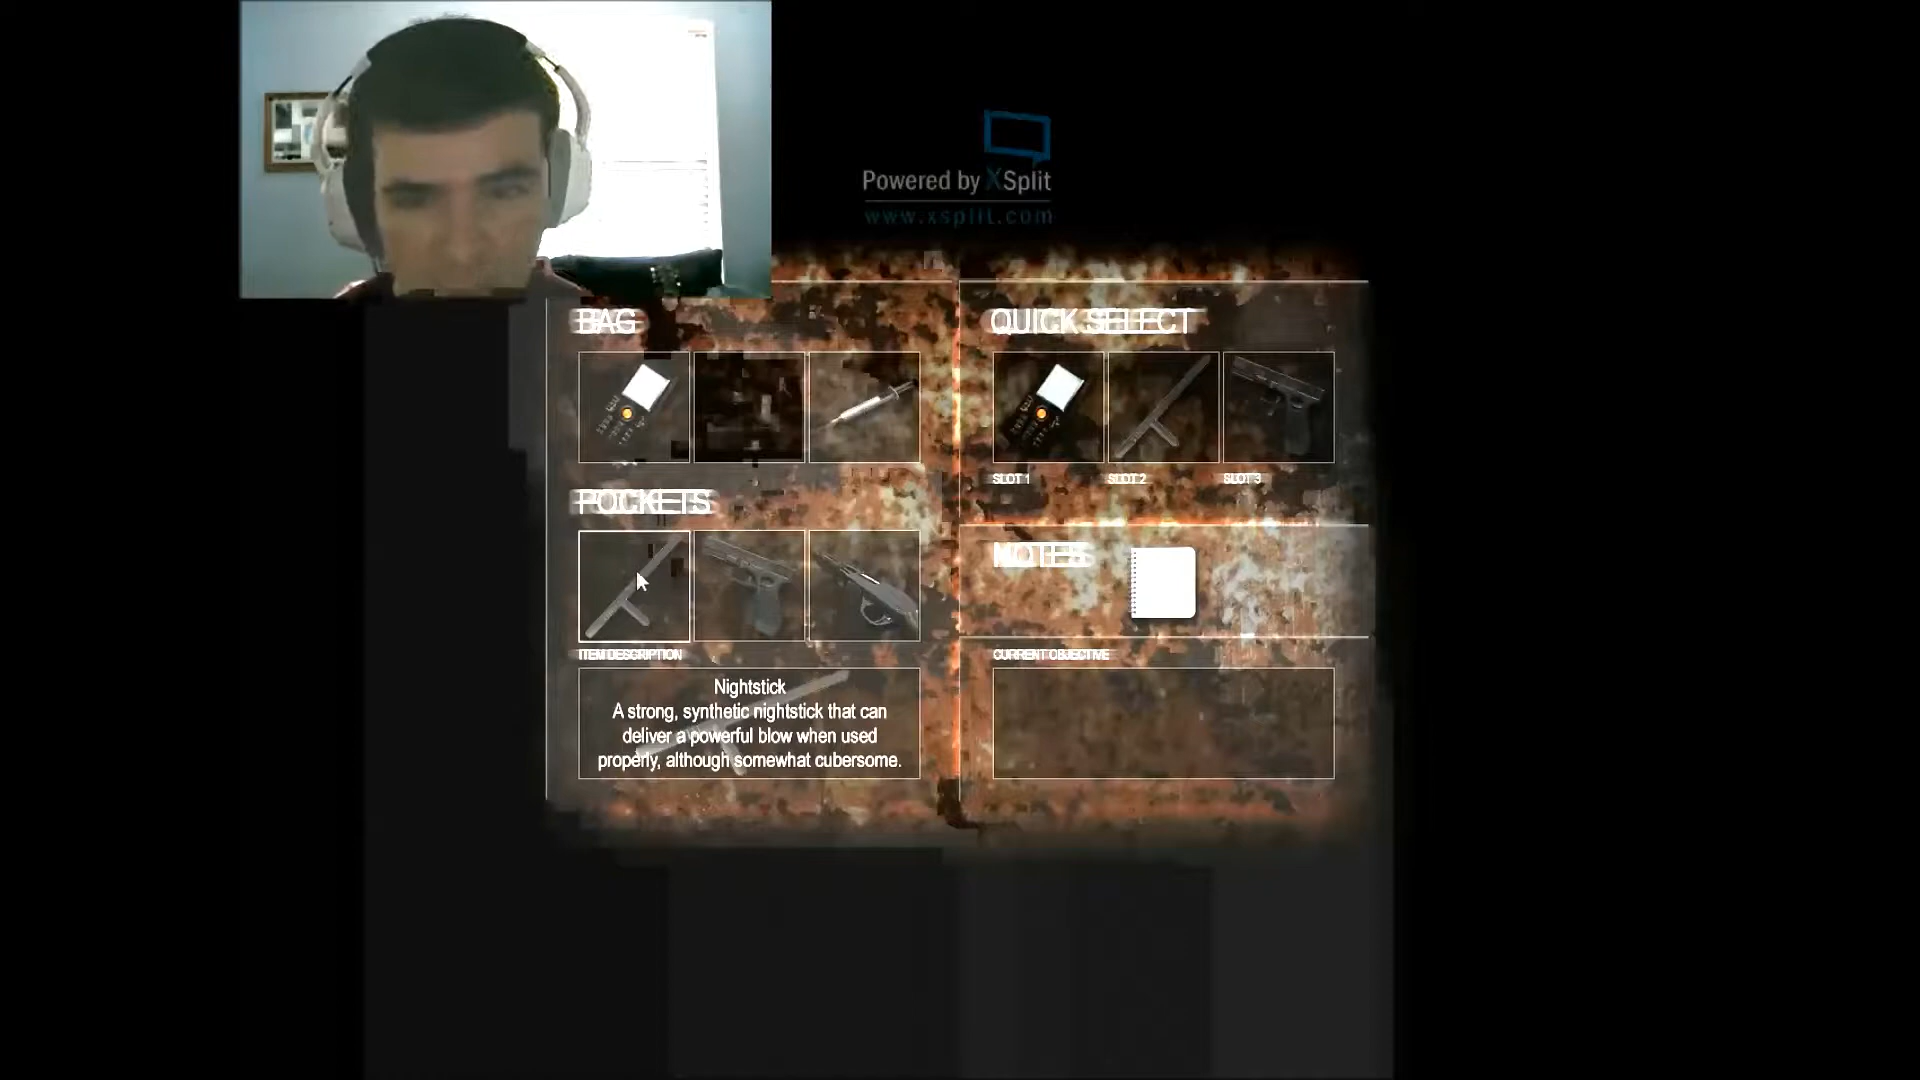 Powered by XSplit
www.xsplit.com
BAG
QUICK SELECT
SLOT 1
SLOT 2
SLOT 3
POCKETS
NOTES
ITEM DESCRIPTION
CURRENT OBJECTIVE
Nightstick
A strong, synthetic nightstick that can
deliver a powerful blow when used
properly, although somewhat cubersome.